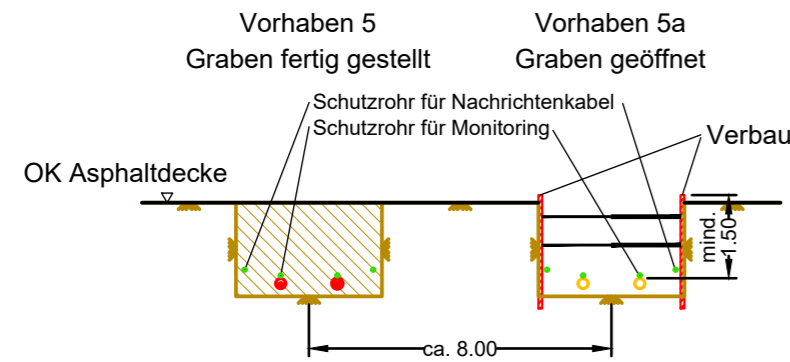 Vorhaben 5
Graben fertig gestellt
Vorhaben 5a
Graben geöffnet
Schutzrohr für Nachrichtenkabel
Schutzrohr für Monitoring
Verbau
OK Asphaltdecke
mind.
1.50
ca. 8.00